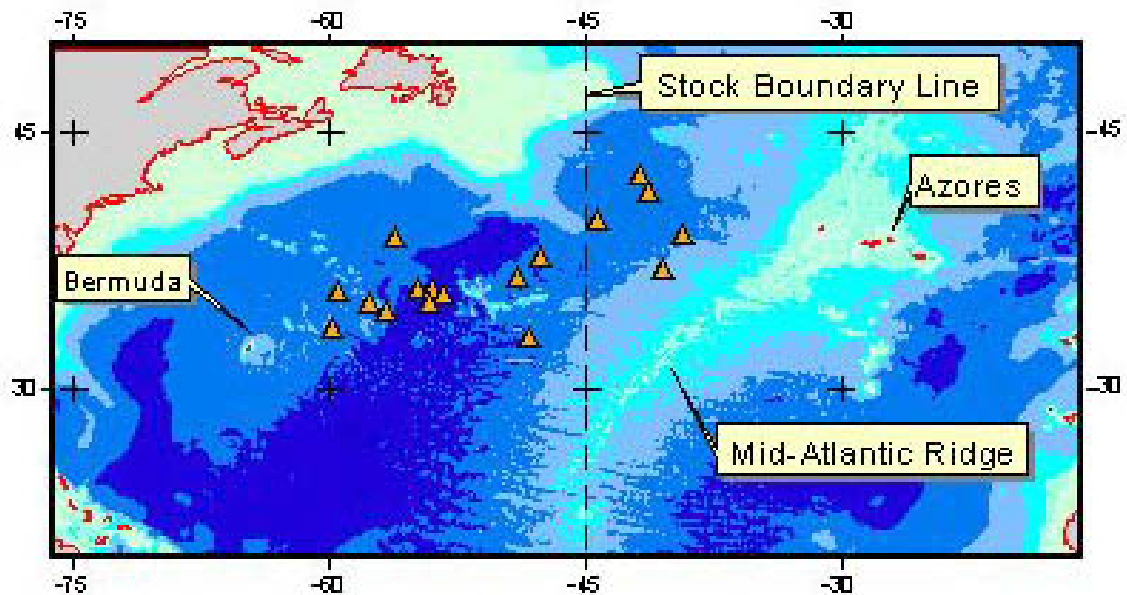 -75 -60 -45 -30
Stock Boundary Line
45 -45
Azores
Bermuda
30 -30
Mid-Atlantic Ridge
-75 -60 -45 -30